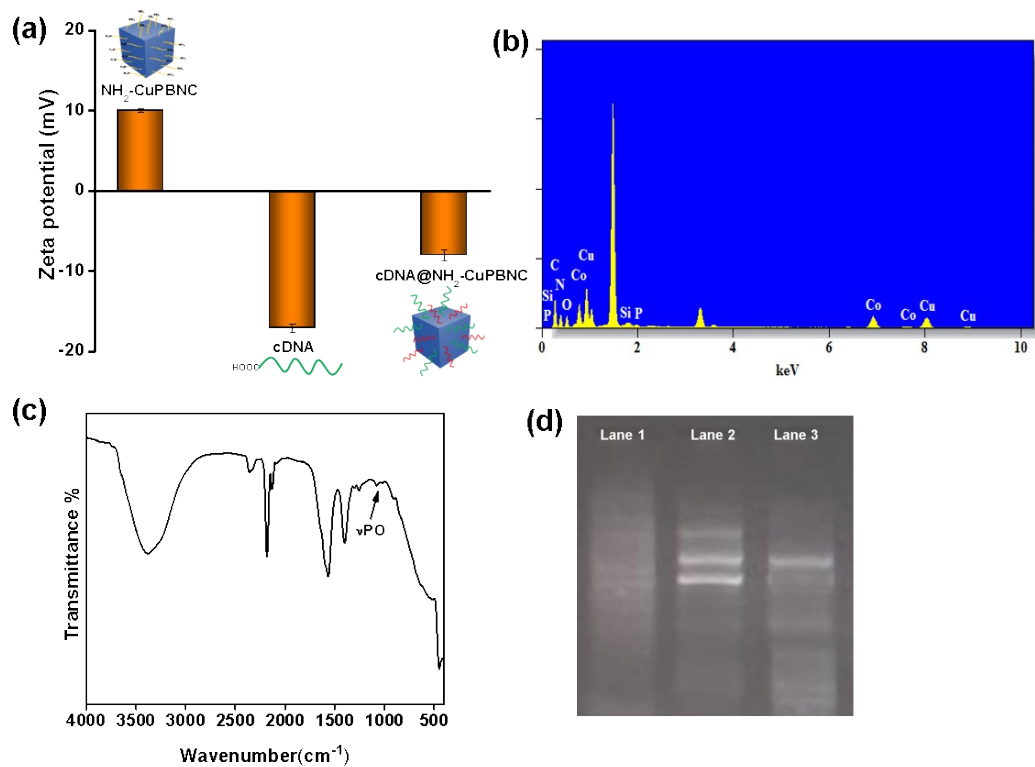 (a)
20
10
0
-10
-20
Zeta potential (mV)
NH2-CuPBNC
cDNA
HOOC
cDNA@NH2-CuPBNC
(b)
C
N
Si
P
O
Co
Cu
Si P
Co
Co
Cu
Cu
0 2 4 6 8 10
keV
(c)
Transmittance %
νPO
4000 3500 3000 2500 2000 1500 1000 500
Wavenumber(cm-1)
(d)
Lane 1 Lane 2 Lane 3